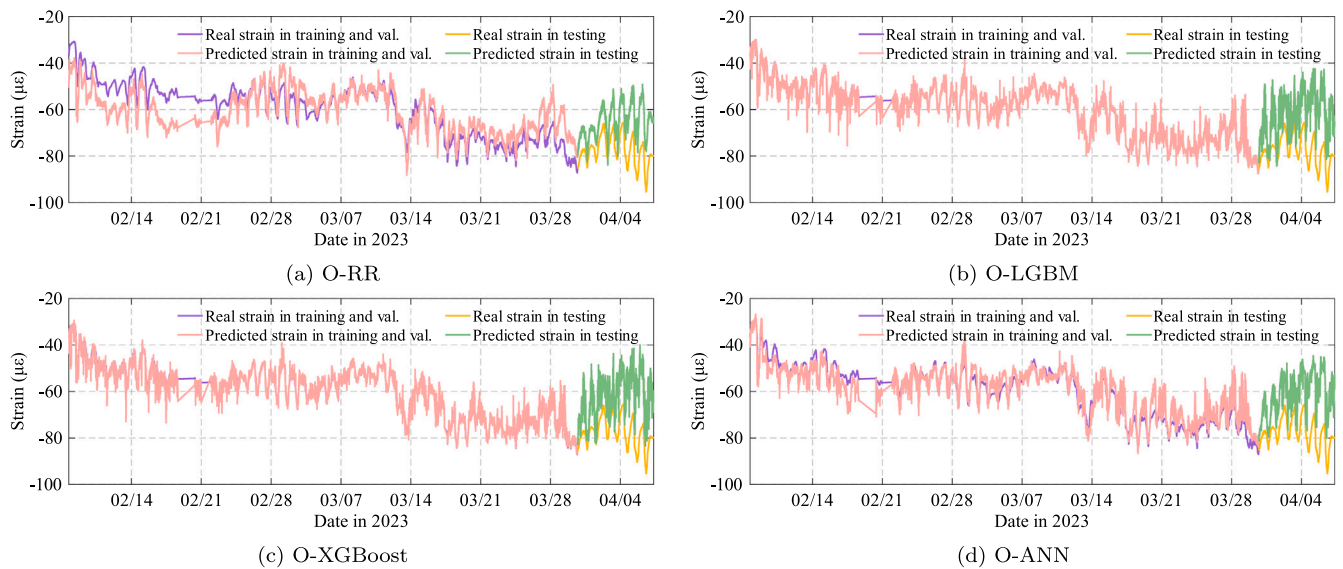 -20
-40
-60
-80
-100
Strain (με)
Real strain in training and val.
Predicted strain in training and val.
Real strain in testing
Predicted strain in testing
02/14 02/21 02/28 03/07 03/14 03/21 03/28 04/04
Date in 2023
(a) O-RR
-20
-40
-60
-80
-100
Strain (με)
Real strain in training and val.
Predicted strain in training and val.
Real strain in testing
Predicted strain in testing
02/14 02/21 02/28 03/07 03/14 03/21 03/28 04/04
Date in 2023
(b) O-LGBM
-20
-40
-60
-80
-100
Strain (με)
Real strain in training and val.
Predicted strain in training and val.
Real strain in testing
Predicted strain in testing
02/14 02/21 02/28 03/07 03/14 03/21 03/28 04/04
Date in 2023
(c) O-XGBoost
-20
-40
-60
-80
-100
Strain (με)
Real strain in training and val.
Predicted strain in training and val.
Real strain in testing
Predicted strain in testing
02/14 02/21 02/28 03/07 03/14 03/21 03/28 04/04
Date in 2023
(d) O-ANN